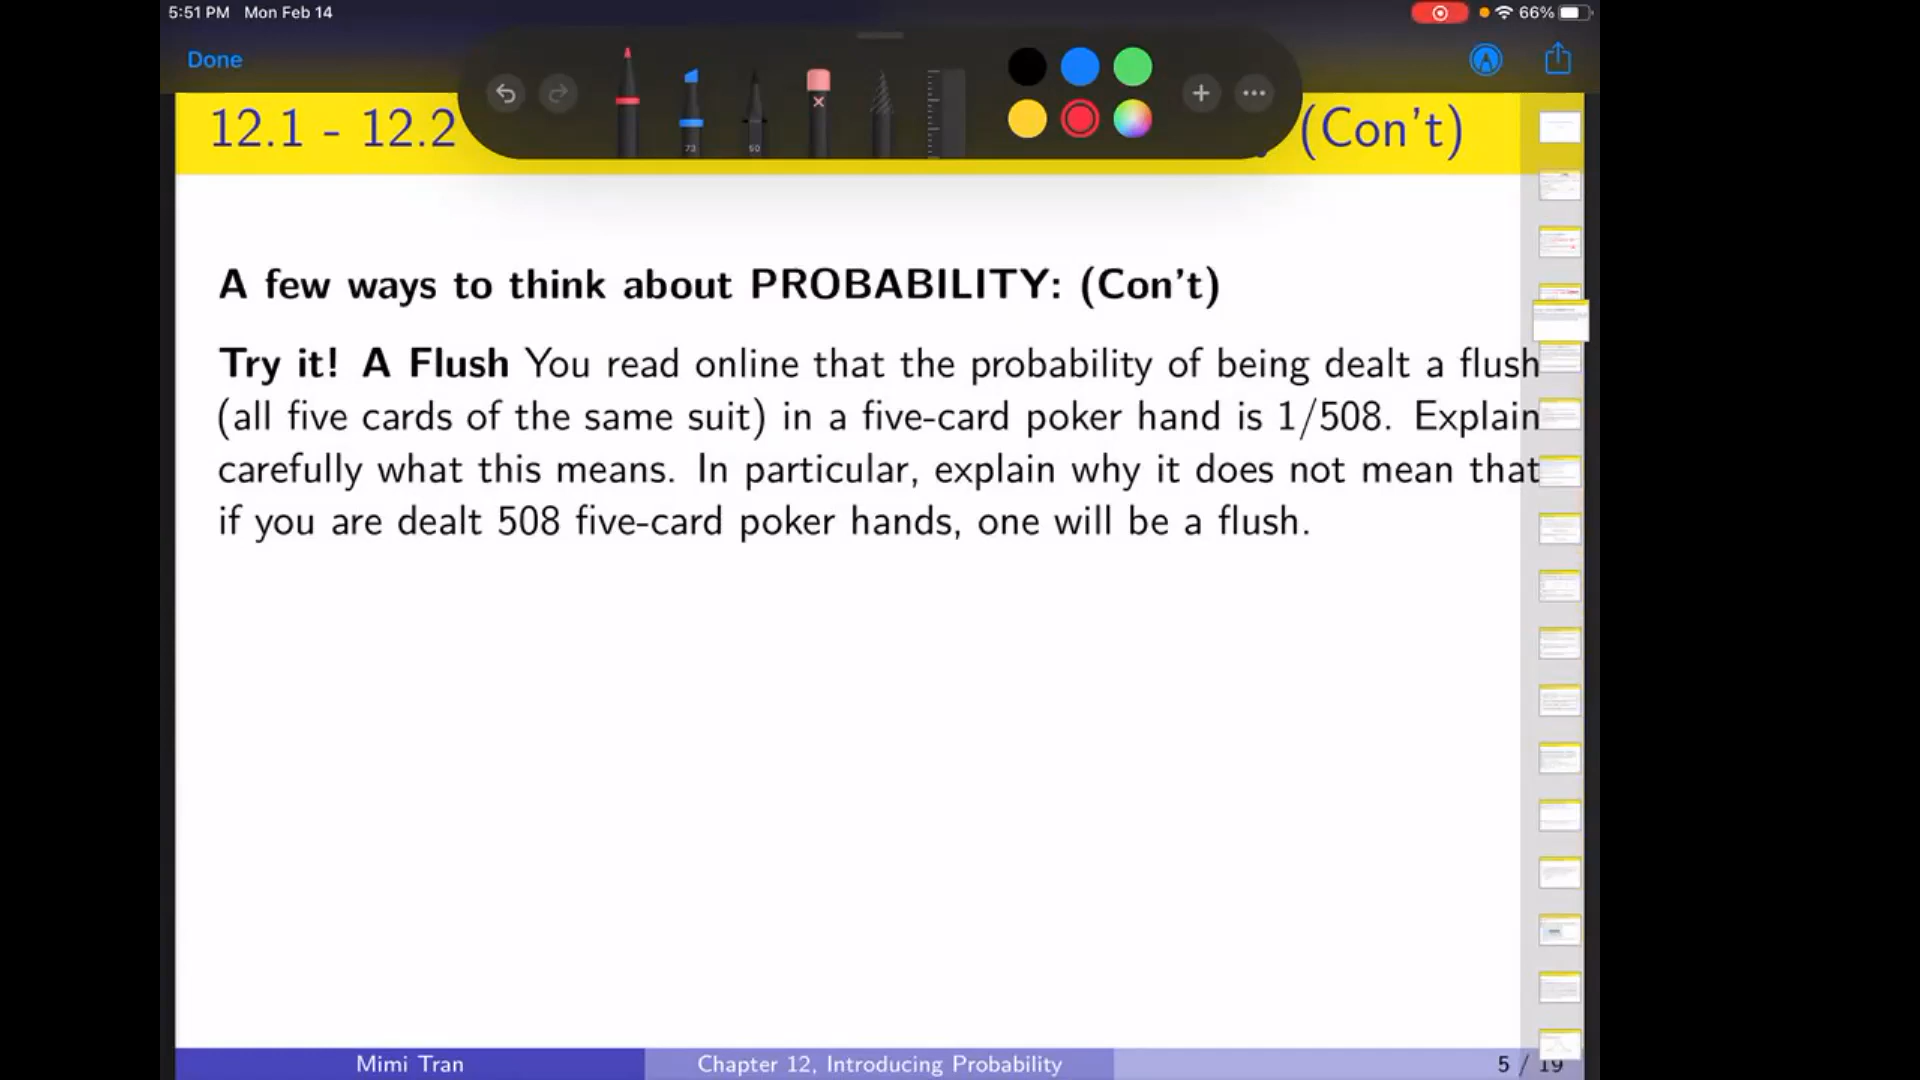 5:51 PM Mon Feb 14
66%
Done
73
50
12.1 - 12.2
(Con't)
A few ways to think about PROBABILITY: (Con't)
Try it! A Flush You read online that the probability of being dealt a flush
(all five cards of the same suit) in a five-card poker hand is 1/508. Explain
carefully what this means. In particular, explain why it does not mean that
if you are dealt 508 five-card poker hands, one will be a flush.
Mimi Tran
Chapter 12, Introducing Probability
5 / 19